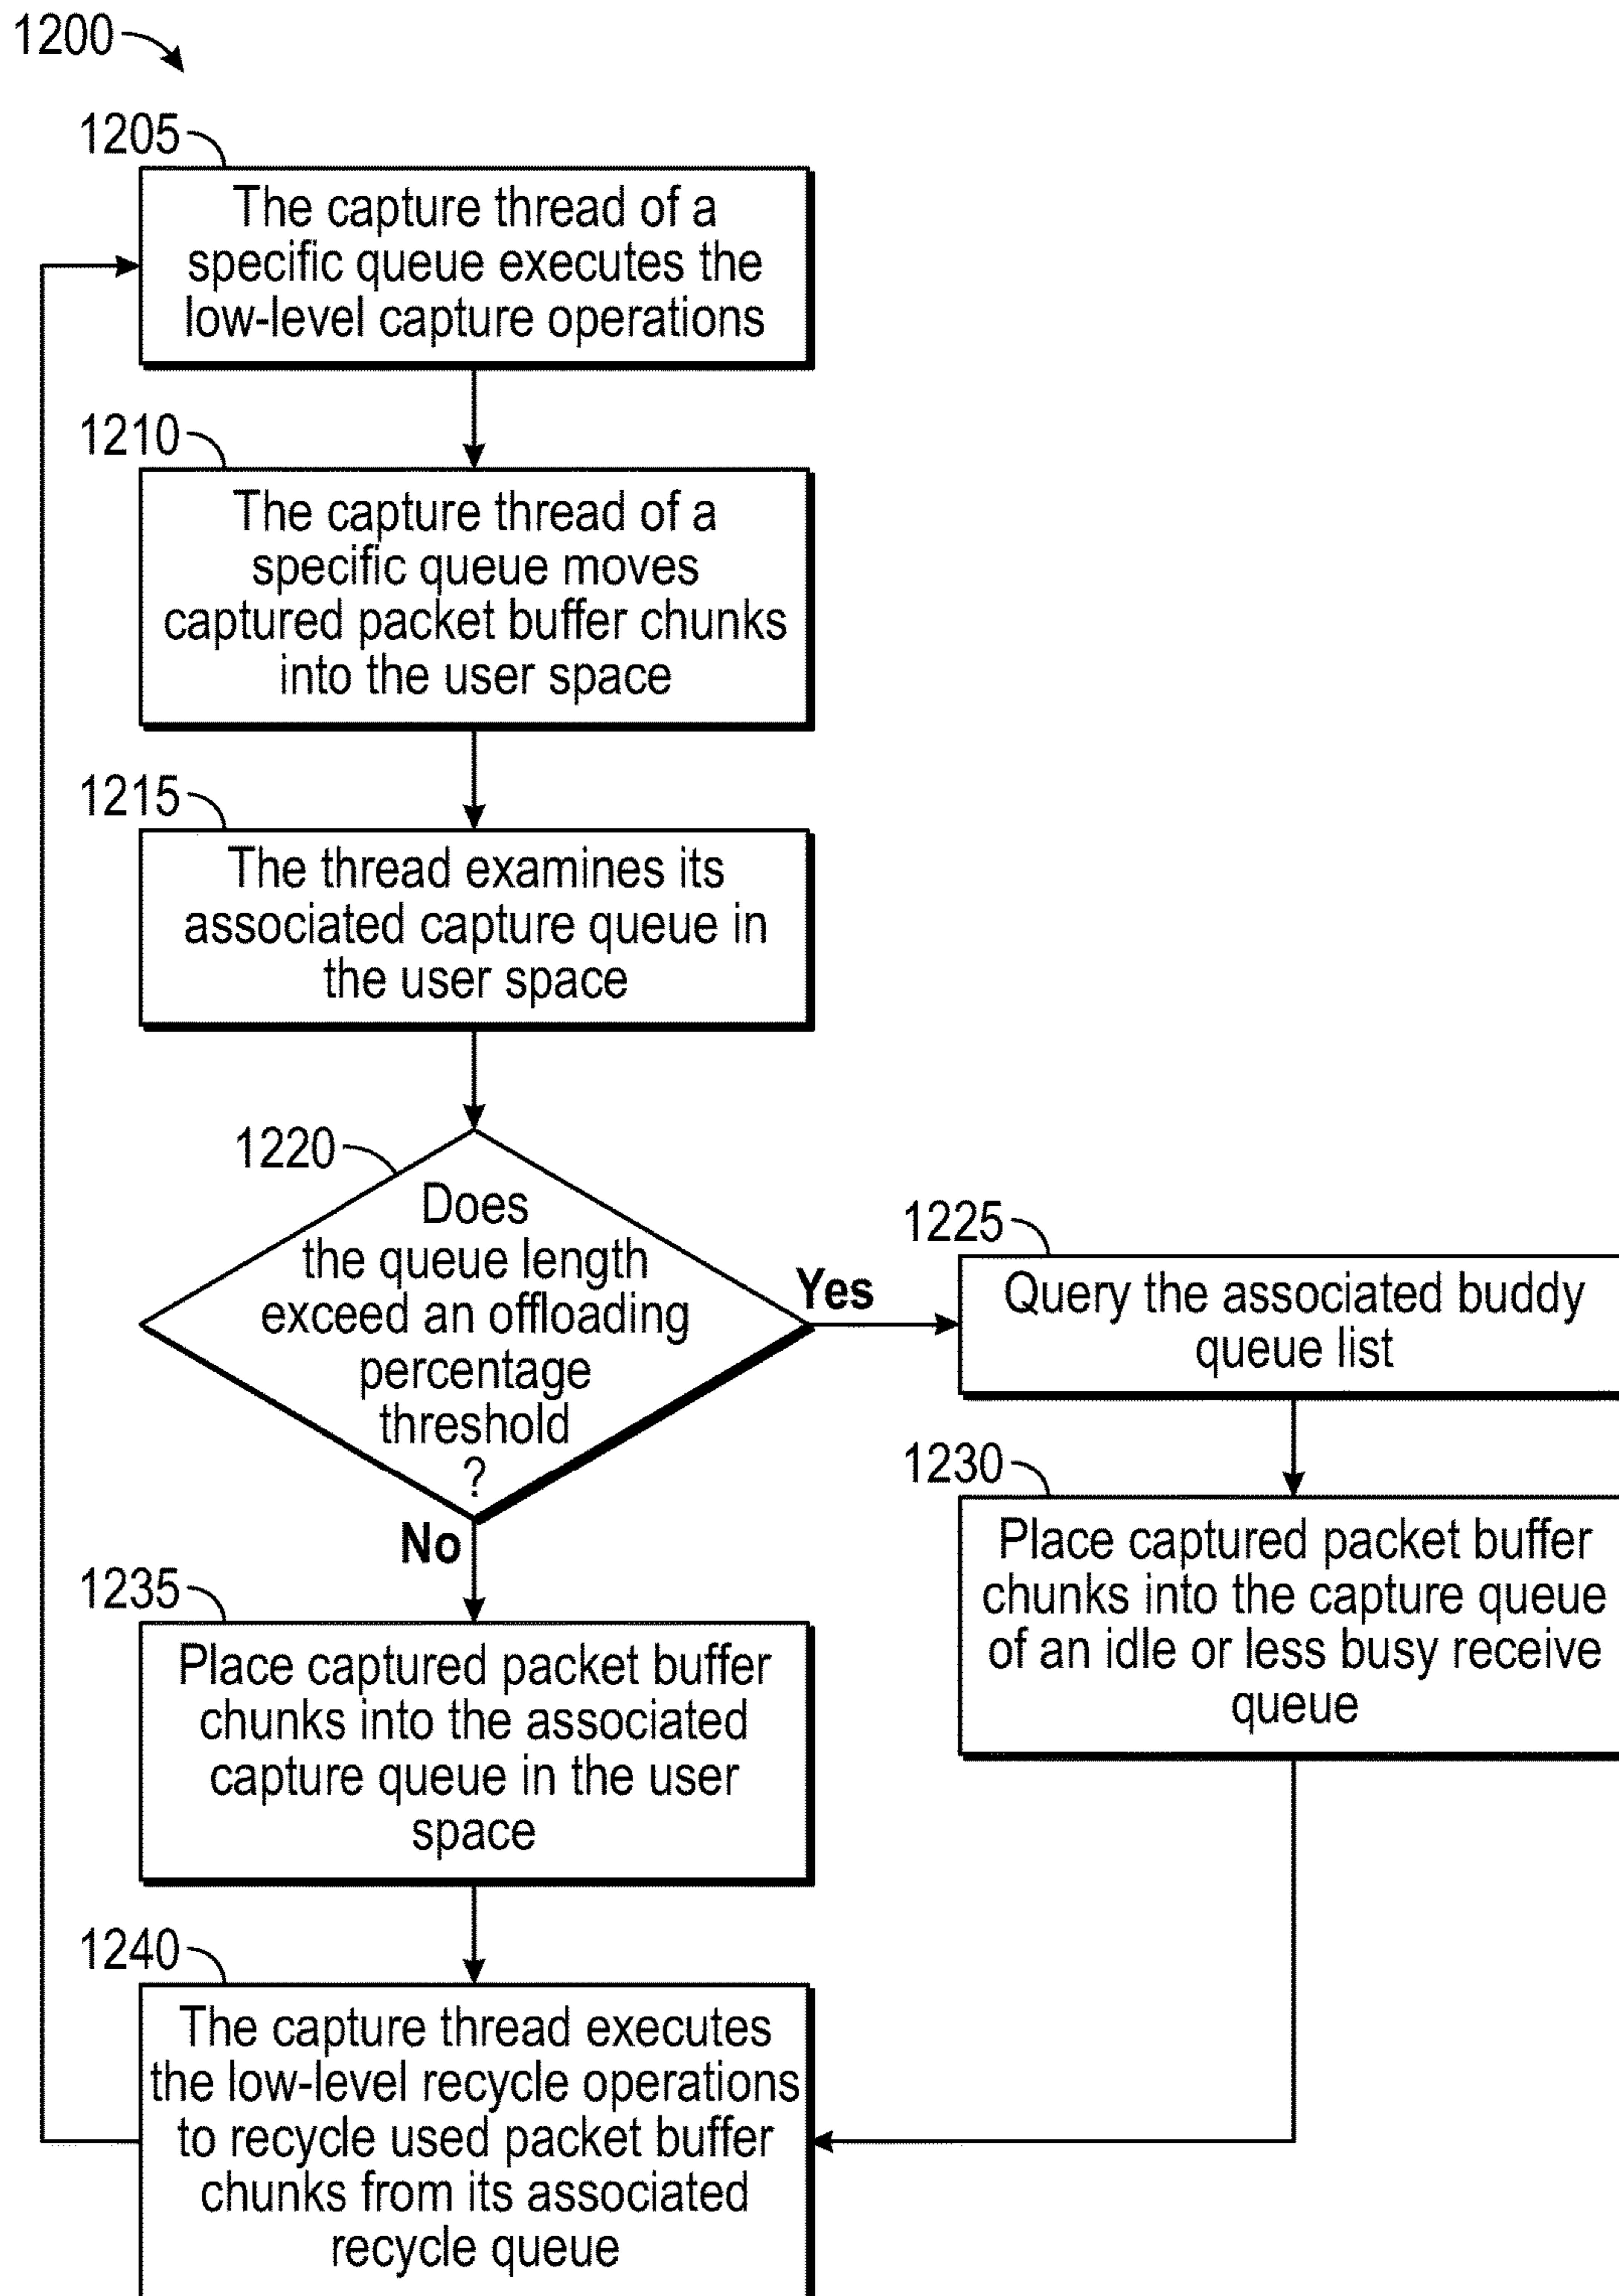 1200
1205
The capture thread of a
specific queue executes the
low-level capture operations
1210
The capture thread of a
specific queue moves
captured packet buffer chunks
into the user space
1215
The thread examines its
associated capture queue in
the user space
1220
Does
the queue length
exceed an offloading
percentage
threshold
?
Yes
1225
Query the associated buddy
queue list
1230
Place captured packet buffer
chunks into the capture queue
of an idle or less busy receive
queue
No
1235
Place captured packet buffer
chunks into the associated
capture queue in the user
space
1240
The capture thread executes
the low-level recycle operations
to recycle used packet buffer
chunks from its associated
recycle queue